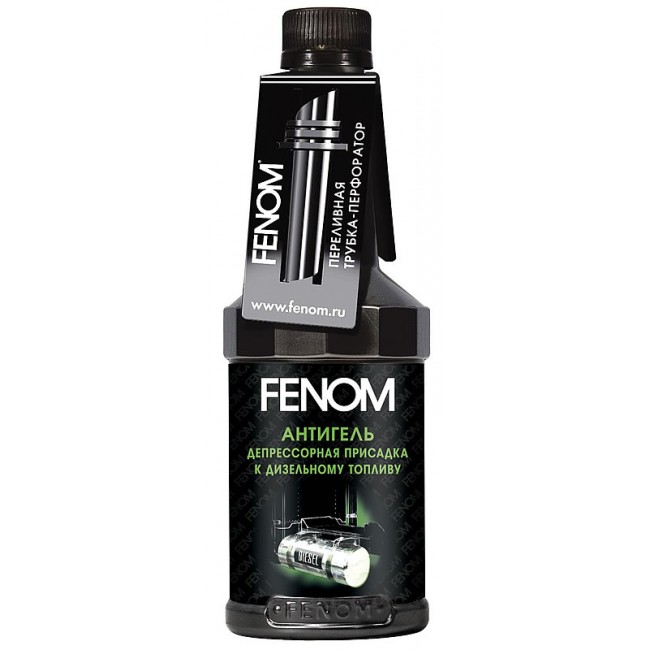 FENOM®
ПЕРЕЛИВНАЯ
ТРУБКА-ПЕРФОРАТОР
www.fenom.ru
FENOM
АНТИГЕЛЬ
ДЕПРЕССОРНАЯ ПРИСАДКА
К ДИЗЕЛЬНОМУ ТОПЛИВУ
DIESEL
FENOM